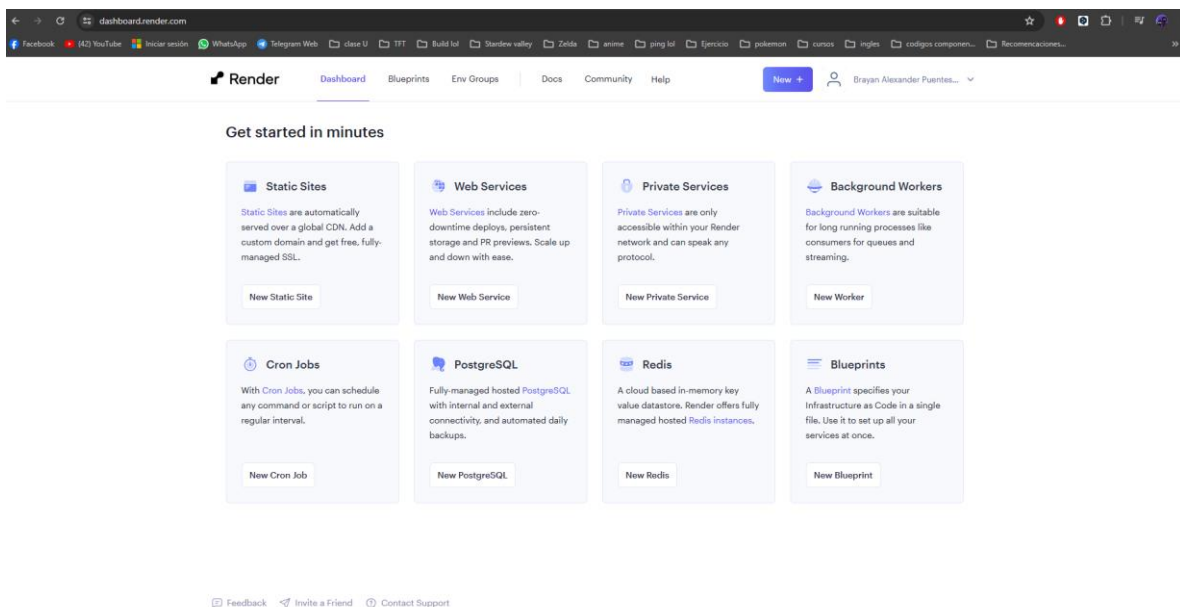 dashboard.render.com
Facebook (42) YouTube Iniciar sesión WhatsApp Telegram Web clase U TFT Build lol Stardew valley Zelda anime ping lol Ejercicio pokemon cursos ingles codigos componen... Recomencaciones...
Render Dashboard Blueprints Env Groups Docs Community Help New + Brayan Alexander Puentes...
Get started in minutes
Static Sites
Static Sites are automatically
served over a global CDN. Add a
custom domain and get free, fully-
managed SSL.
New Static Site
Web Services
Web Services include zero-
downtime deploys, persistent
storage and PR previews. Scale up
and down with ease.
New Web Service
Private Services
Private Services are only
accessible within your Render
network and can speak any
protocol.
New Private Service
Background Workers
Background Workers are suitable
for long running processes like
consumers for queues and
streaming.
New Worker
Cron Jobs
With Cron Jobs, you can schedule
any command or script to run on a
regular interval.
New Cron Job
PostgreSQL
Fully-managed hosted PostgreSQL
with internal and external
connectivity, and automated daily
backups.
New PostgreSQL
Redis
A cloud based in-memory key
value datastore. Render offers fully
managed hosted Redis instances.
New Redis
Blueprints
A Blueprint specifies your
Infrastructure as Code in a single
file. Use it to set up all your
services at once.
New Blueprint
Feedback Invite a Friend Contact Support